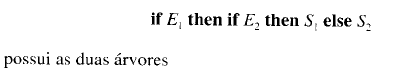 if E₁ then if E₂ then S₁ else S₂
possui as duas árvores